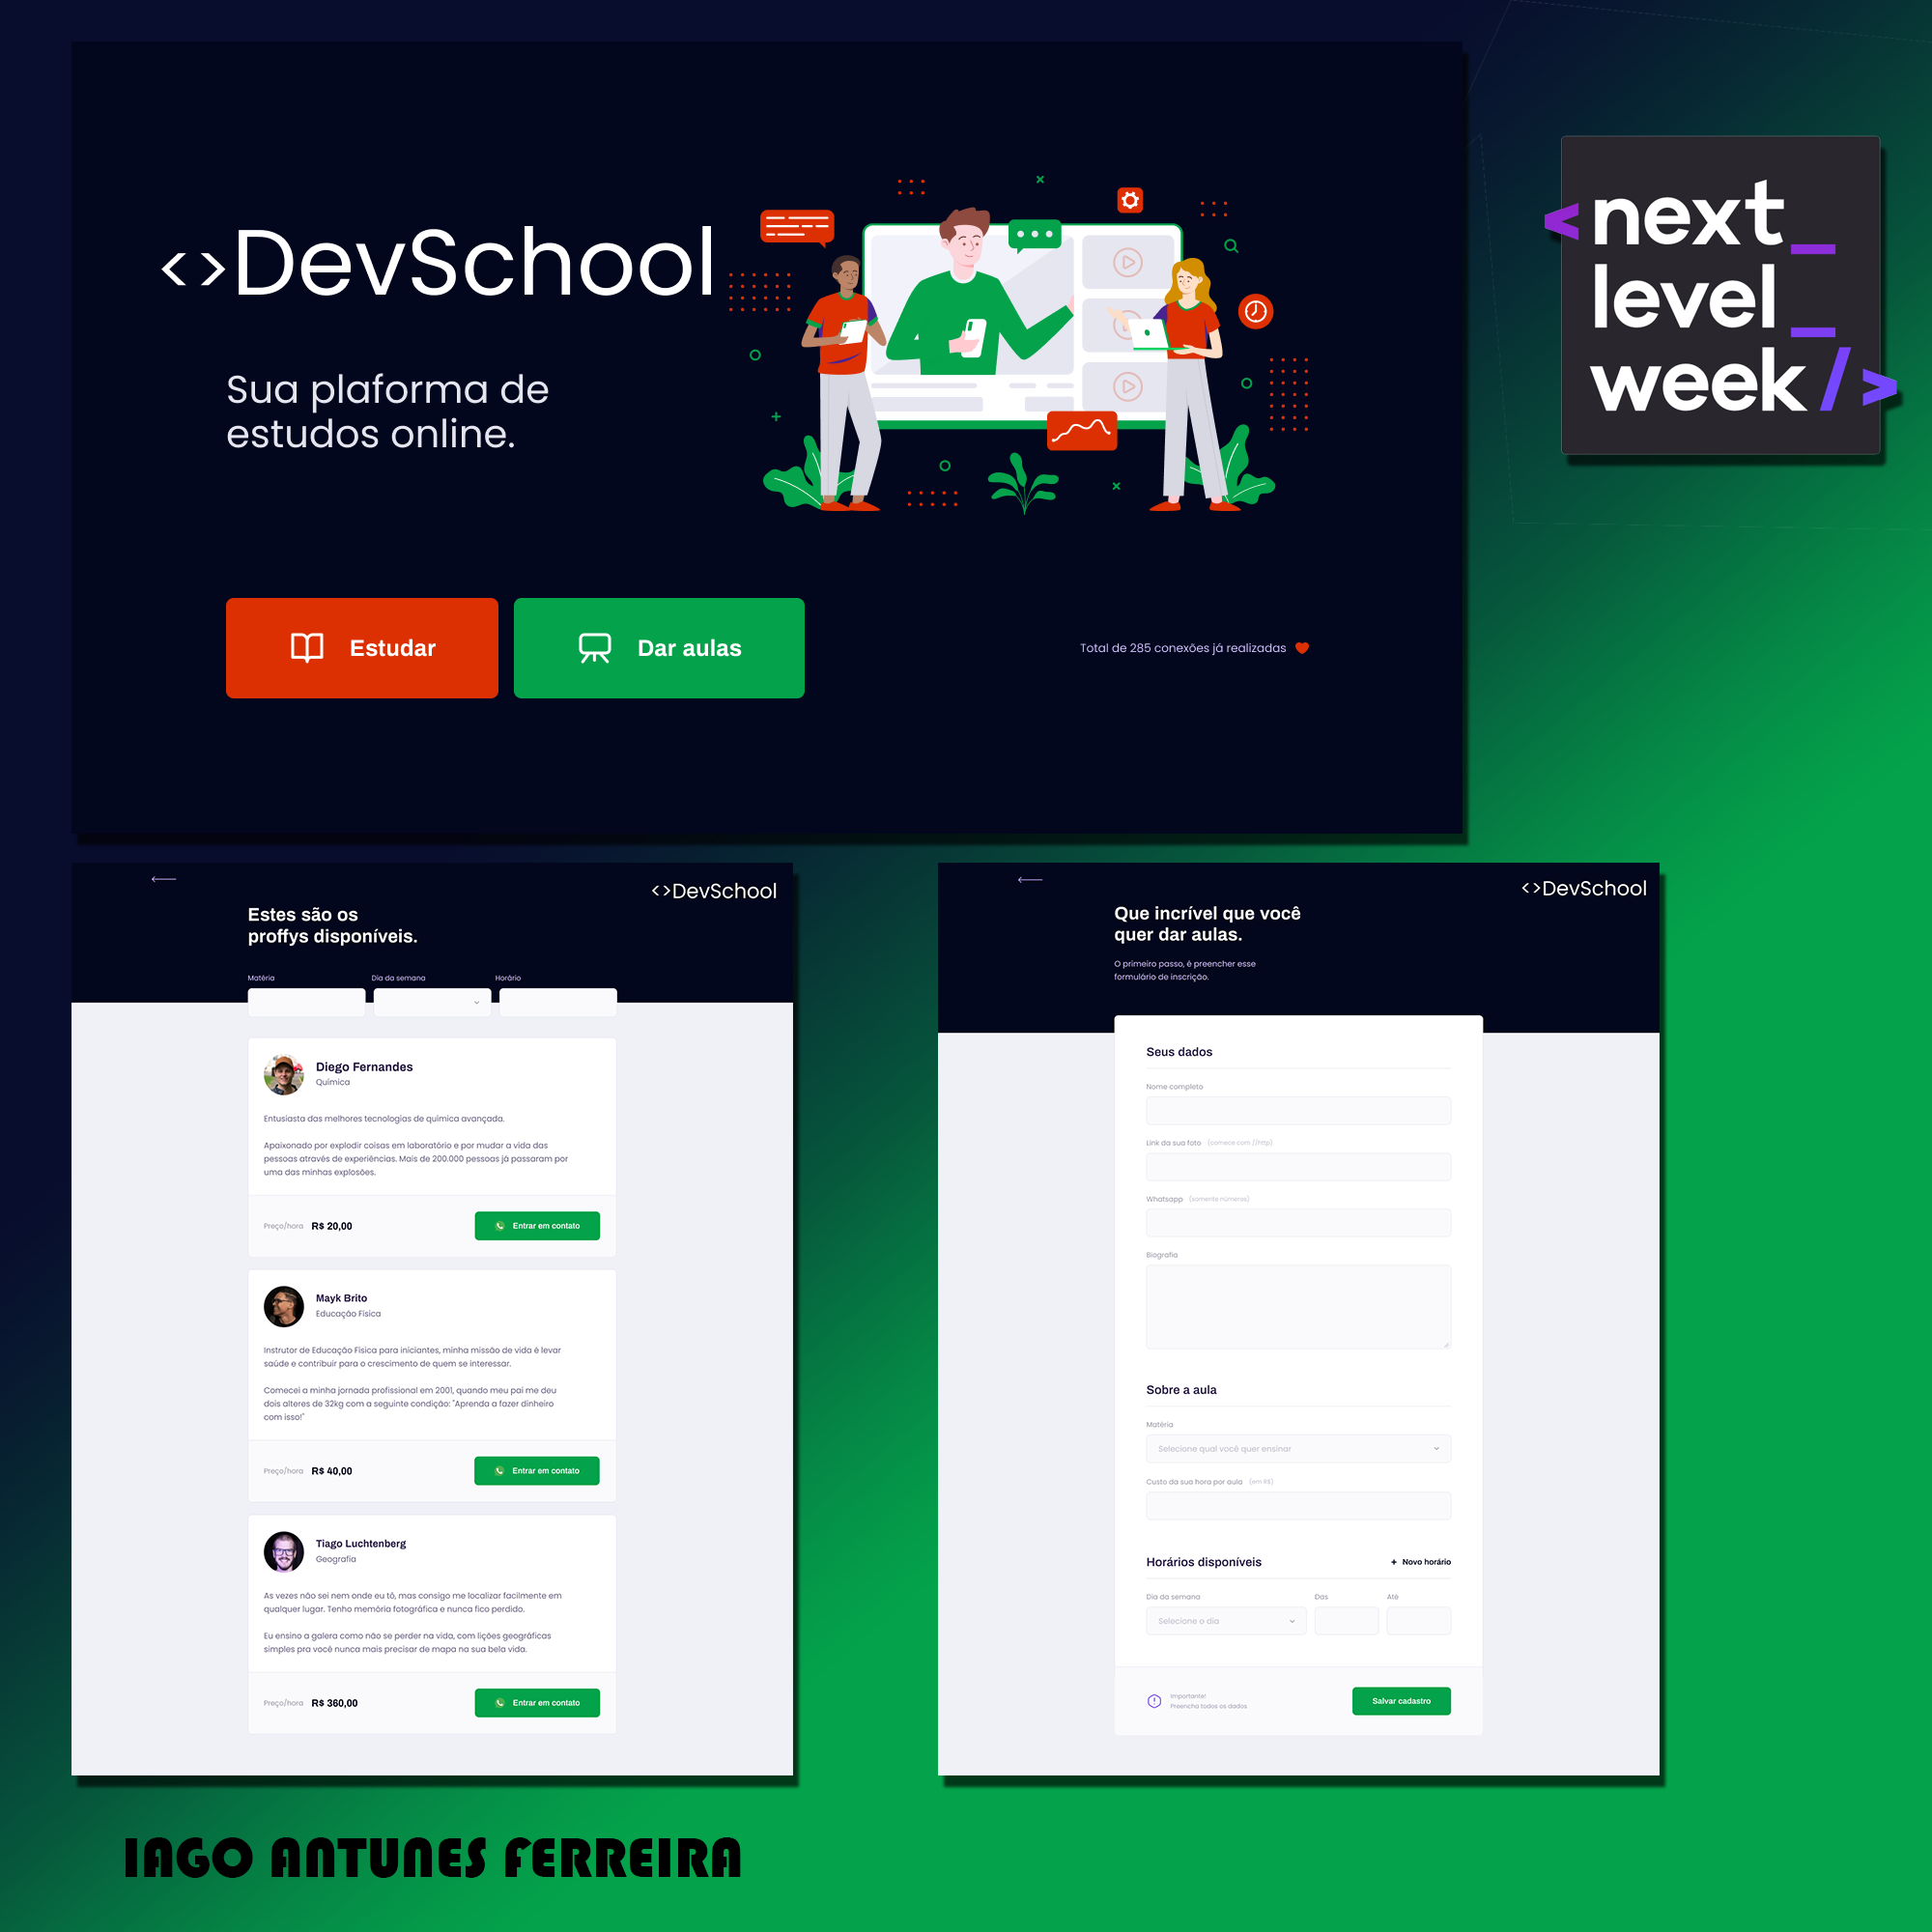 <>DevSchool
Sua plaforma de
estudos online.
Estudar
Dar aulas
Total de 285 conexões já realizadas
<next_
level_
week/>
<>DevSchool
Estes são os
proffys disponíveis.
Matéria
Dia da semana
Horário
Diego Fernandes
Química
Entusiasta das melhores tecnologias de química avançada.
Apaixonado por explodir coisas em laboratório e por mudar a vida das
pessoas através de experiências. Mais de 200.000 pessoas já passaram por
uma das minhas explosões.
Preço/hora R$ 20,00
Entrar em contato
Mayk Brito
Educação Física
Instrutor de Educação Física para iniciantes, minha missão de vida é levar
saúde e contribuir para o crescimento de quem se interessar.
Comecei a minha jornada profissional em 2001, quando meu pai me deu
dois alteres de 32kg com a seguinte condição: "Aprenda a fazer dinheiro
com isso!"
Preço/hora R$ 40,00
Entrar em contato
Tiago Luchtenberg
Geografia
As vezes não sei nem onde eu tô, mas consigo me localizar facilmente em
qualquer lugar. Tenho memória fotográfica e nunca fico perdido.
Eu ensino a galera como não se perder na vida, com lições geográficas
simples pra você nunca mais precisar de mapa na sua bela vida.
Preço/hora R$ 360,00
Entrar em contato
<>DevSchool
Que incrível que você
quer dar aulas.
O primeiro passo, é preencher esse
formulário de inscrição.
Seus dados
Nome completo
Link da sua foto (comece com //http)
Whatsapp (somente números)
Biografia
Sobre a aula
Matéria
Selecione qual você quer ensinar
Custo da sua hora por aula (em R$)
Horários disponíveis
+ Novo horário
Dia da semana
Das
Até
Selecione o dia
Importante!
Preencha todos os dados
Salvar cadastro
IAGO ANTUNES FERREIRA